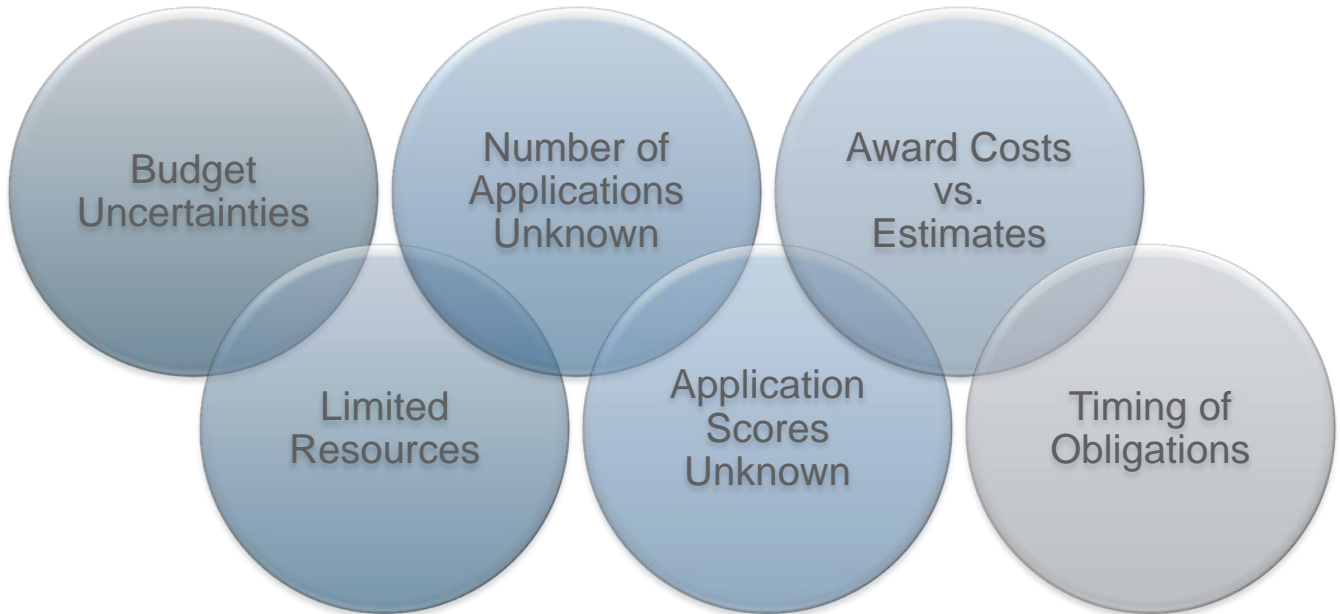 Budget
Uncertainties
Number of
Applications
Unknown
Award Costs
vs.
Estimates
Limited
Resources
Application
Scores
Unknown
Timing of
Obligations